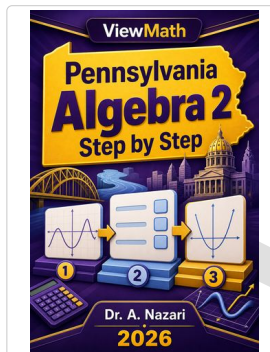 ViewMath
Pennsylvania
Algebra 2
Step by Step
1
2
3
Dr. A. Nazari
2026